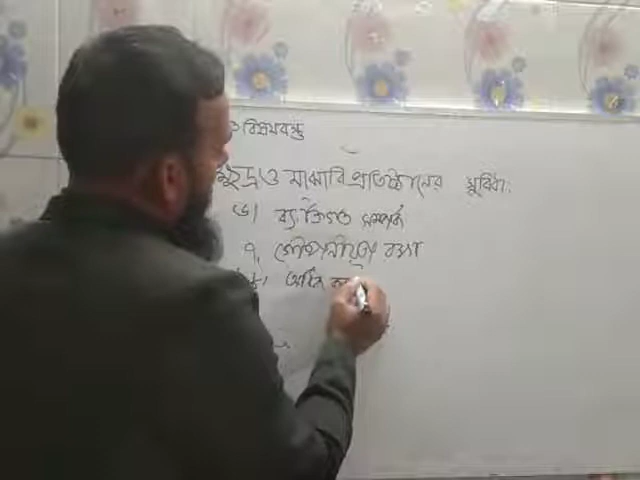 ও বিষয়বস্তু
ক্ষুদ্র ও মাঝারি প্রতিষ্ঠানের সুবিধা:
৬। ব্যক্তিগত সম্পর্ক
৭. গোপনীয়তা রক্ষা
৮। অধিক